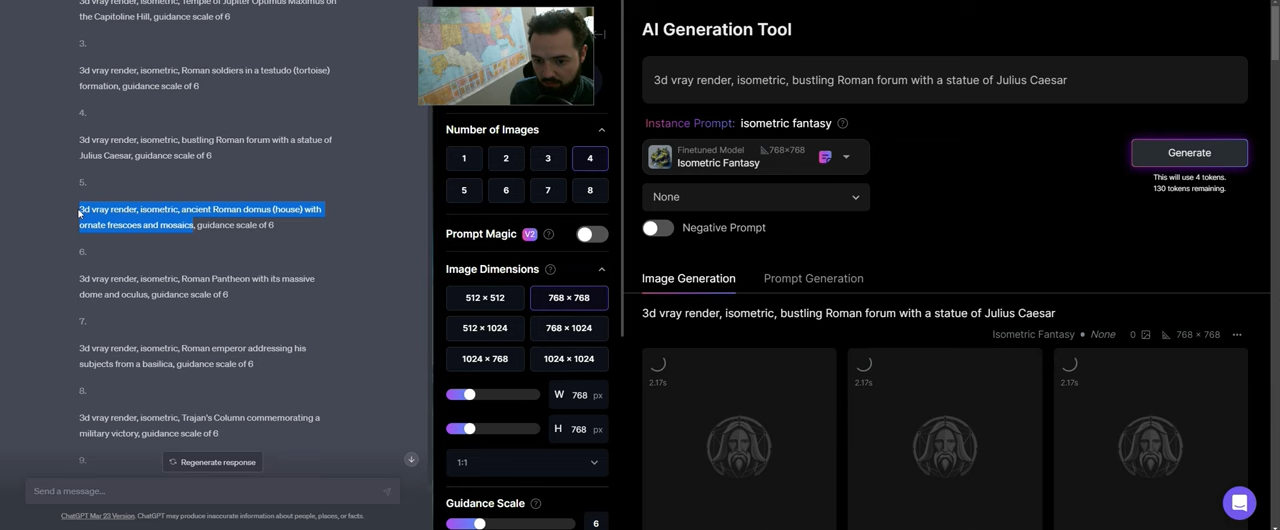 3d vray render, isometric, Temple of Jupiter Optimus Maximus on
the Capitoline Hill, guidance scale of 6
3.
3d vray render, isometric, Roman soldiers in a testudo (tortoise)
formation, guidance scale of 6
4.
3d vray render, isometric, bustling Roman forum with a statue of
Julius Caesar, guidance scale of 6
5.
3d vray render, isometric, ancient Roman domus (house) with
ornate frescoes and mosaics, guidance scale of 6
6.
3d vray render, isometric, Roman Pantheon with its massive
dome and oculus, guidance scale of 6
7.
3d vray render, isometric, Roman emperor addressing his
subjects from a basilica, guidance scale of 6
8.
3d vray render, isometric, Trajan's Column commemorating a
military victory, guidance scale of 6
9.
Regenerate response
Send a message...
ChatGPT Mar 23 Version. ChatGPT may produce inaccurate information about people, places, or facts.
Number of Images
1 2 3 4
5 6 7 8
Prompt Magic V2
Image Dimensions
512 × 512 768 × 768
512 × 1024 768 × 1024
1024 × 768 1024 × 1024
W 768 px
H 768 px
1:1
Guidance Scale
6
AI Generation Tool
3d vray render, isometric, bustling Roman forum with a statue of Julius Caesar
Instance Prompt: isometric fantasy
Finetuned Model 768×768
Isometric Fantasy
Generate
This will use 4 tokens.
130 tokens remaining.
None
Negative Prompt
Image Generation Prompt Generation
3d vray render, isometric, bustling Roman forum with a statue of Julius Caesar
Isometric Fantasy • None 0 768 × 768 •••
2.17s 2.17s 2.17s